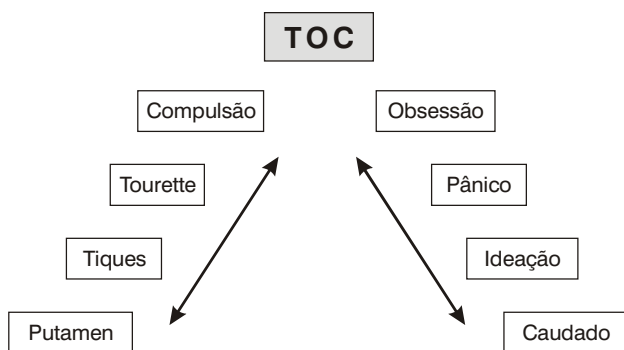 TOC
Compulsão
Obsessão
Tourette
Pânico
Tiques
Ideação
Putamen
Caudado